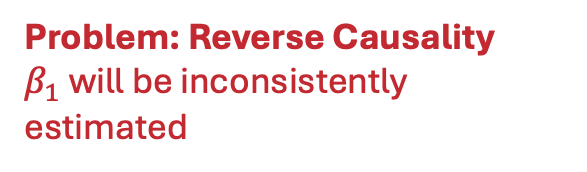 Problem: Reverse Causality
β₁ will be inconsistently
estimated